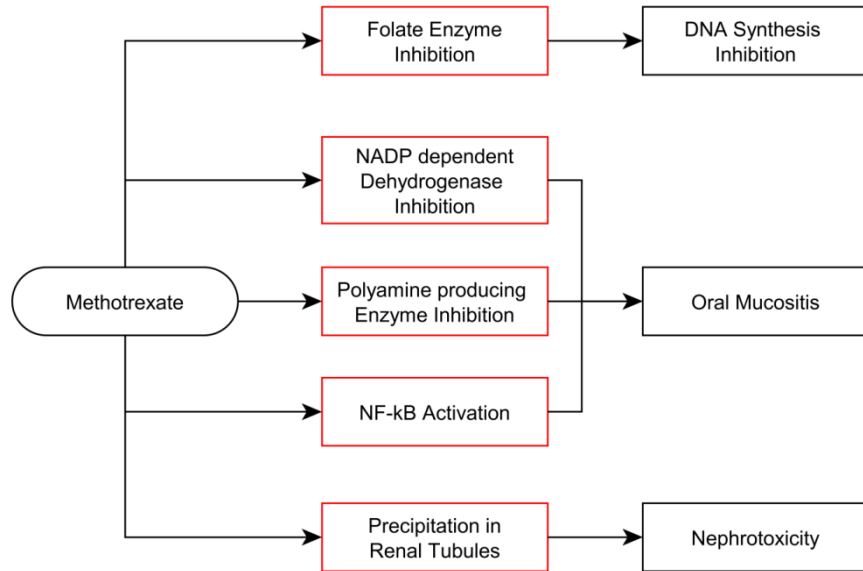 Folate Enzyme
Inhibition
DNA Synthesis
Inhibition
NADP dependent
Dehydrogenase
Inhibition
Methotrexate
Polyamine producing
Enzyme Inhibition
Oral Mucositis
NF-kB Activation
Precipitation in
Renal Tubules
Nephrotoxicity